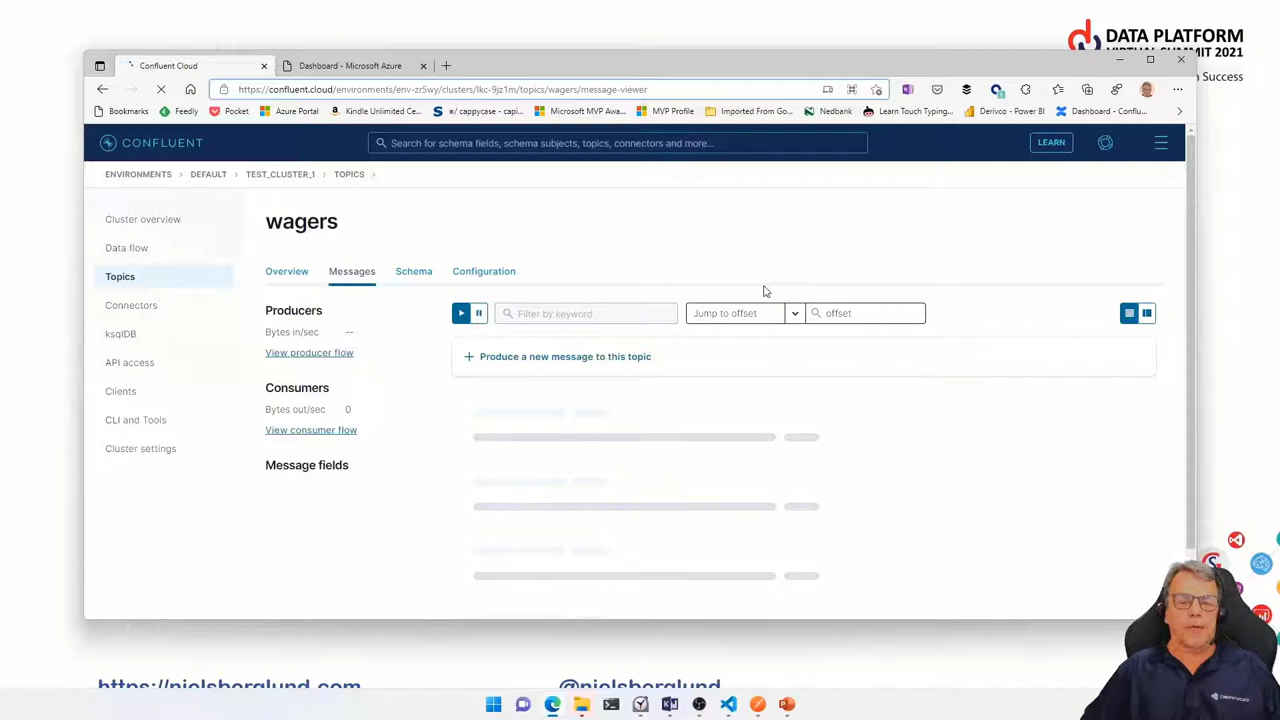 DATA PLATFORM
VIRTUAL SUMMIT 2021
Success
Confluent Cloud
Dashboard - Microsoft Azure
https://confluent.cloud/environments/env-zr5wy/clusters/lkc-9jz1m/topics/wagers/message-viewer
Bookmarks
Feedly
Azure Portal
Kindle Unlimited Ce...
Pocket
s#/ cappycase - capi...
Microsoft MVP Awa...
MVP Profile
Imported From Goo...
Nedbank
Learn Touch Typing...
Derivco - Power BI
Dashboard - Conflu...
CONFLUENT
Search for schema fields, schema subjects, topics, connectors and more...
LEARN
ENVIRONMENTS > DEFAULT > TEST_CLUSTER_1 > TOPICS >
Cluster overview
Data flow
Topics
Connectors
ksqlDB
API access
Clients
CLI and Tools
Cluster settings
wagers
Overview
Messages
Schema
Configuration
Producers
Bytes in/sec --
View producer flow
Consumers
Bytes out/sec 0
View consumer flow
Message fields
Filter by keyword
Jump to offset
offset
+ Produce a new message to this topic
https://nielsberglund.com
@nielsberglund
DERIVCO